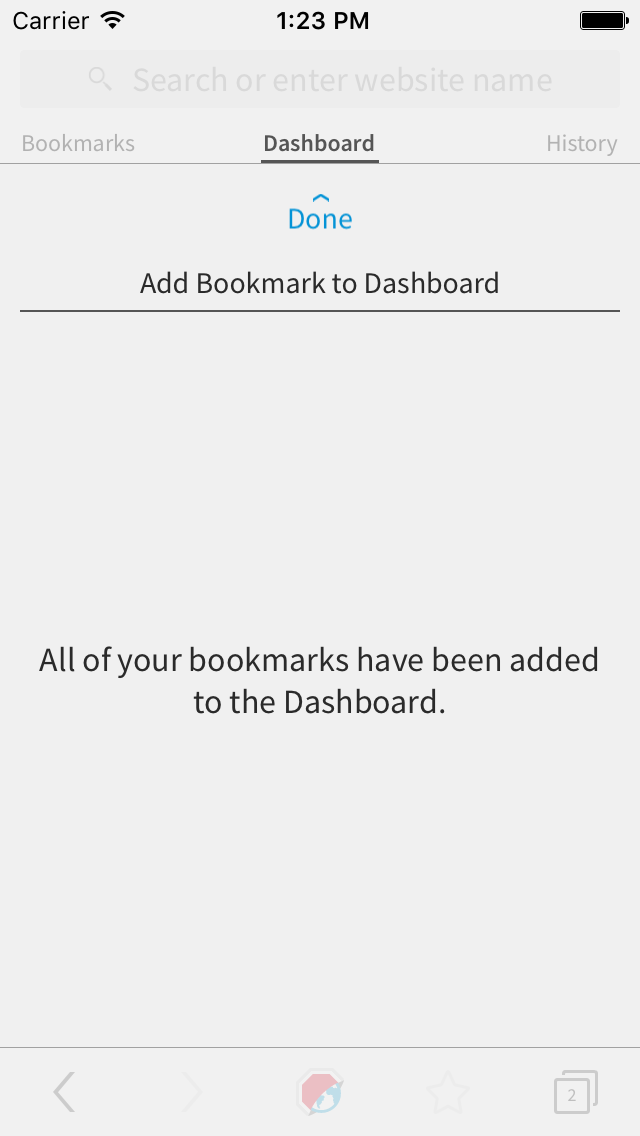 Carrier 1:23 PM
Search or enter website name
Bookmarks Dashboard History
Done
Add Bookmark to Dashboard
All of your bookmarks have been added
to the Dashboard.
2